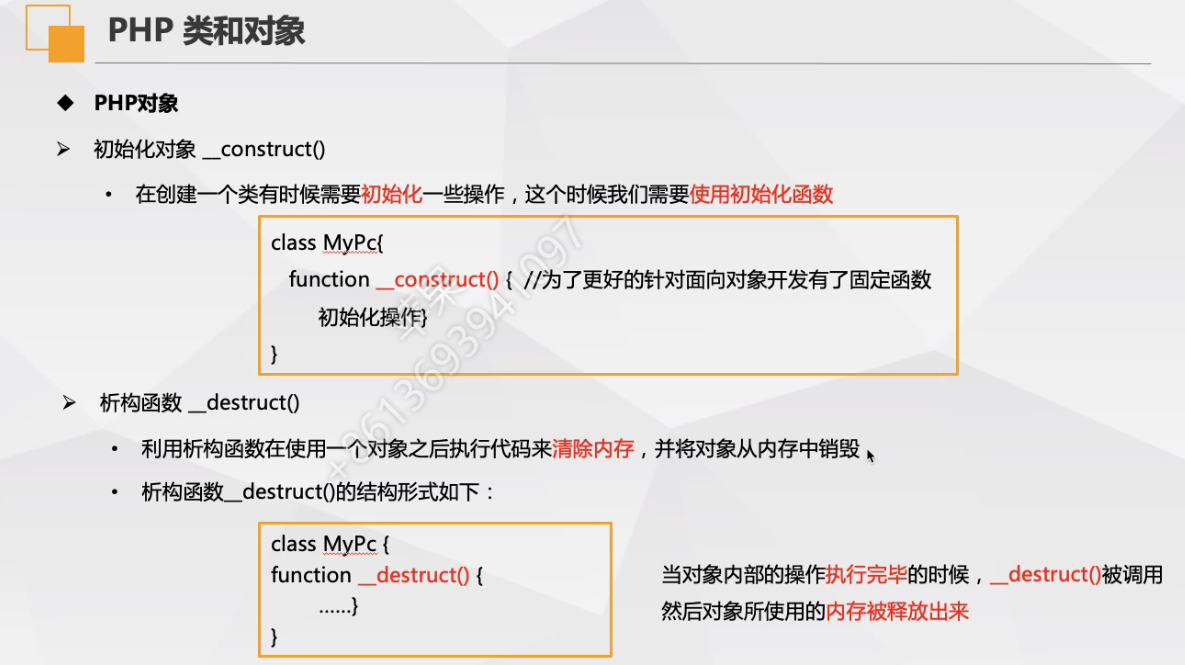 PHP 类和对象
◆ PHP对象
➢ 初始化对象 __construct()
• 在创建一个类有时候需要初始化一些操作，这个时候我们需要使用初始化函数
class MyPc{
function __construct() { //为了更好的针对面向对象开发有了固定函数
初始化操作}
}
➢ 析构函数 __destruct()
• 利用析构函数在使用一个对象之后执行代码来清除内存，并将对象从内存中销毁
• 析构函数__destruct()的结构形式如下：
class MyPc {
function __destruct() {
......}
}
当对象内部的操作执行完毕的时候，__destruct()被调用
然后对象所使用的内存被释放出来
苹果
+8613693941097